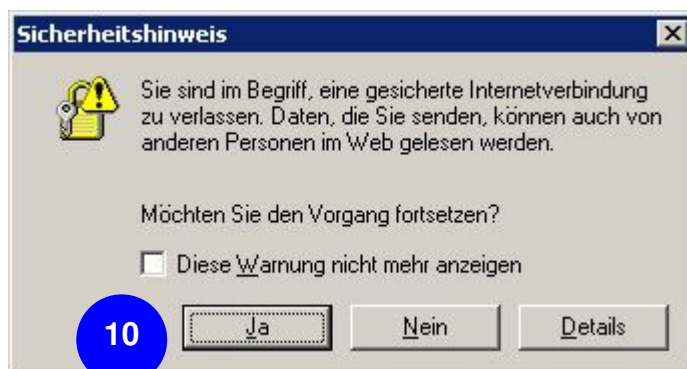 Sicherheitshinweis
Sie sind im Begriff, eine gesicherte Internetverbindung
zu verlassen. Daten, die Sie senden, können auch von
anderen Personen im Web gelesen werden.
Möchten Sie den Vorgang fortsetzen?
Diese Warnung nicht mehr anzeigen
10 Ja Nein Details